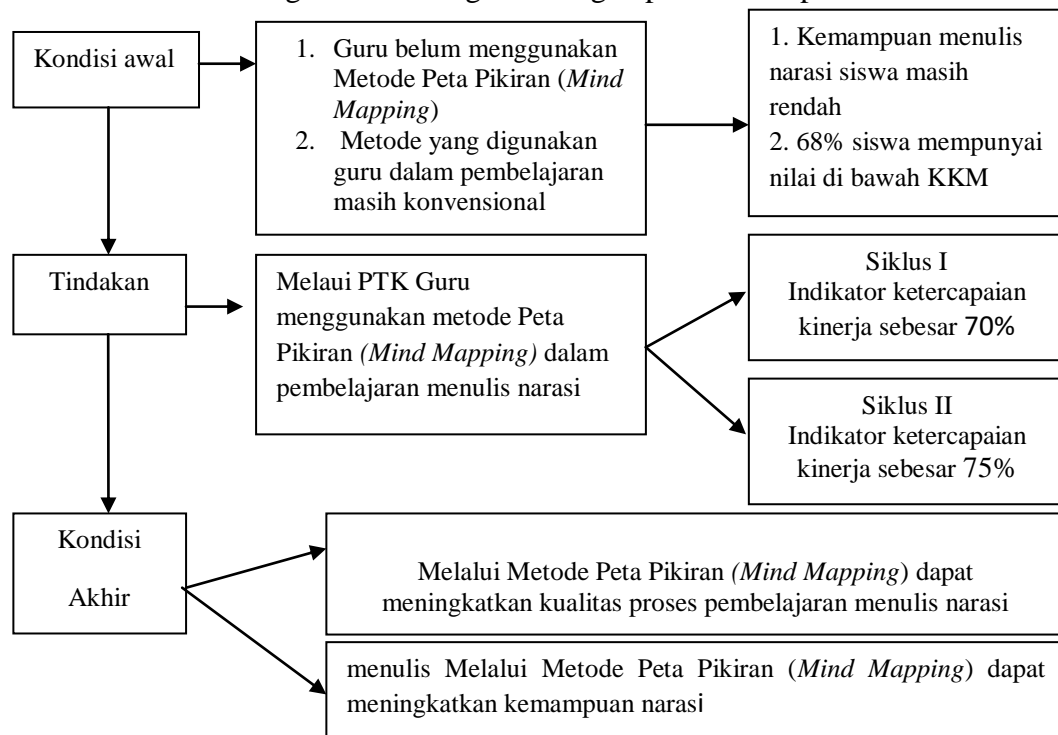 Kondisi awal
1. Guru belum menggunakan
Metode Peta Pikiran (Mind
Mapping)
2. Metode yang digunakan
guru dalam pembelajaran
masih konvensional
1. Kemampuan menulis
narasi siswa masih
rendah
2. 68% siswa mempunyai
nilai di bawah KKM
Tindakan
Melaui PTK Guru
menggunakan metode Peta
Pikiran (Mind Mapping) dalam
pembelajaran menulis narasi
Siklus I
Indikator ketercapaian
kinerja sebesar 70%
Siklus II
Indikator ketercapaian
kinerja sebesar 75%
Kondisi
Akhir
Melalui Metode Peta Pikiran (Mind Mapping) dapat
meningkatkan kualitas proses pembelajaran menulis narasi
menulis Melalui Metode Peta Pikiran (Mind Mapping) dapat
meningkatkan kemampuan narasi